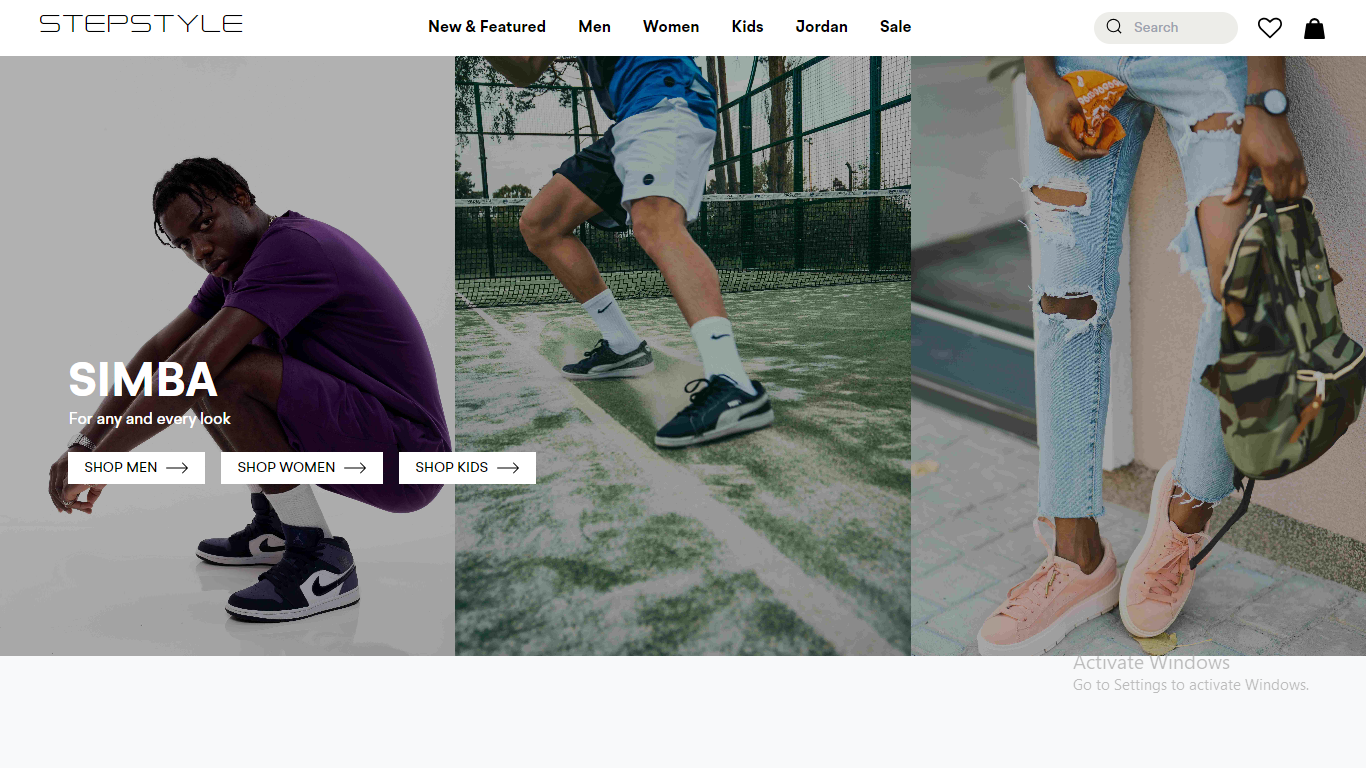 STEPSTYLE
New & Featured
Men
Women
Kids
Jordan
Sale
Search
SIMBA
For any and every look
SHOP MEN
SHOP WOMEN
SHOP KIDS
Activate Windows
Go to Settings to activate Windows.